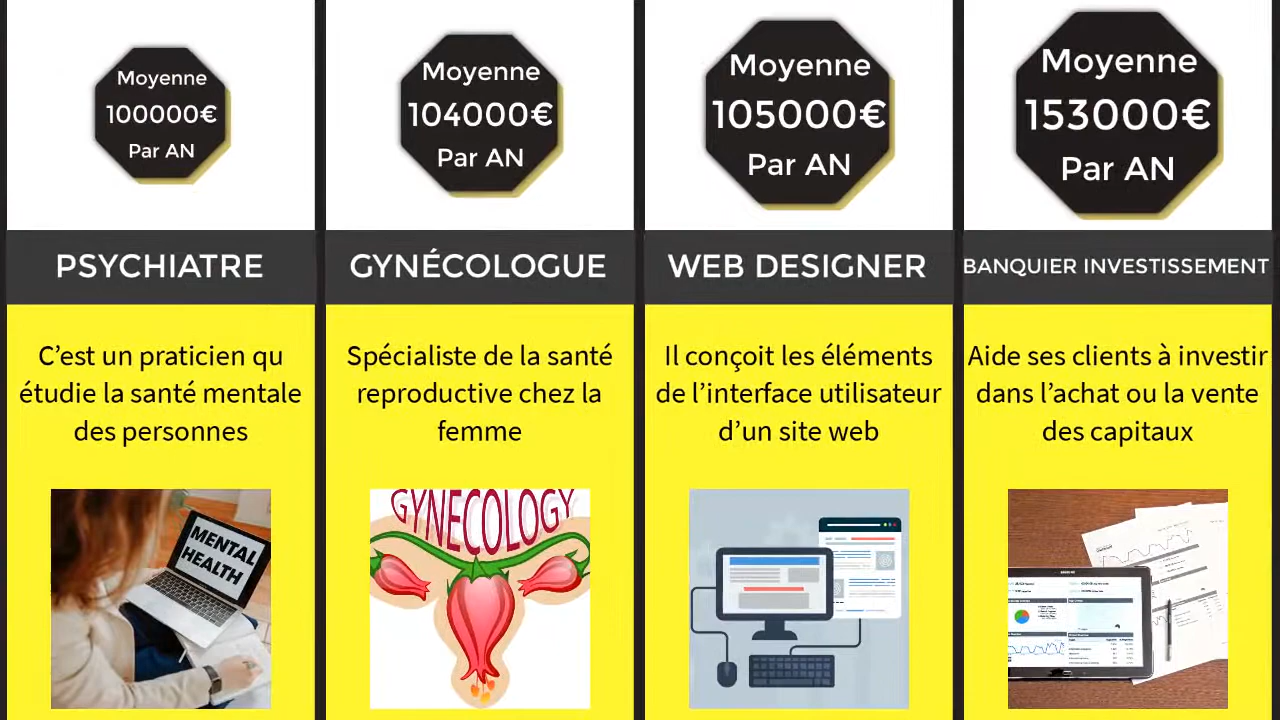 Moyenne
100000€
Par AN
PSYCHIATRE
C’est un praticien qu
étudie la santé mentale
des personnes
MENTAL
HEALTH
Moyenne
104000€
Par AN
GYNÉCOLOGUE
Spécialiste de la santé
reproductive chez la
femme
GYNECOLOGY
Moyenne
105000€
Par AN
WEB DESIGNER
Il conçoit les éléments
de l’interface utilisateur
d’un site web
Moyenne
153000€
Par AN
BANQUIER INVESTISSEMENT
Aide ses clients à investir
dans l’achat ou la vente
des capitaux